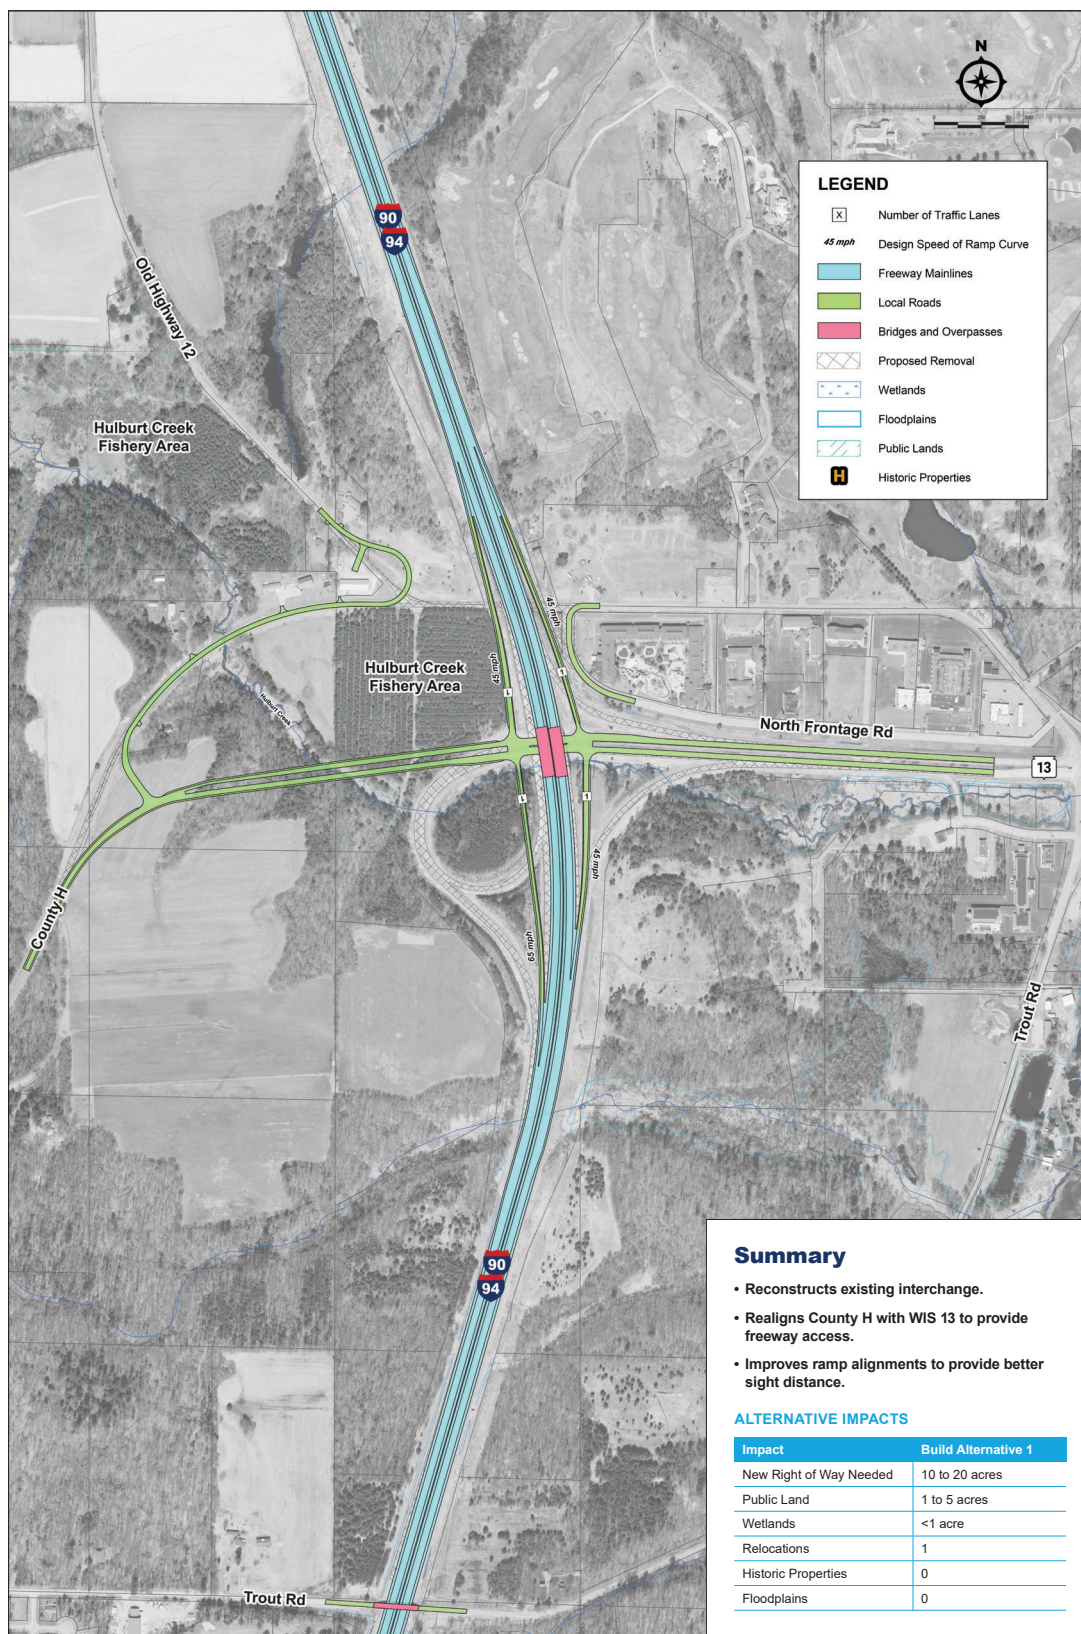 N
0 250 500
LEGEND
X Number of Traffic Lanes
45 mph Design Speed of Ramp Curve
Freeway Mainlines
Local Roads
Bridges and Overpasses
Proposed Removal
Wetlands
Floodplains
Public Lands
H Historic Properties
90
94
Old Highway 12
Hulburt Creek
Fishery Area
45 mph
45 mph
Hulburt Creek
Fishery Area
1
1
Hulburt Creek
North Frontage Rd
13
1
1
45 mph
County H
65 mph
Trout Rd
90
94
Trout Rd
Summary
• Reconstructs existing interchange.
• Realigns County H with WIS 13 to provide
freeway access.
• Improves ramp alignments to provide better
sight distance.
ALTERNATIVE IMPACTS
Impact Build Alternative 1
New Right of Way Needed 10 to 20 acres
Public Land 1 to 5 acres
Wetlands <1 acre
Relocations 1
Historic Properties 0
Floodplains 0